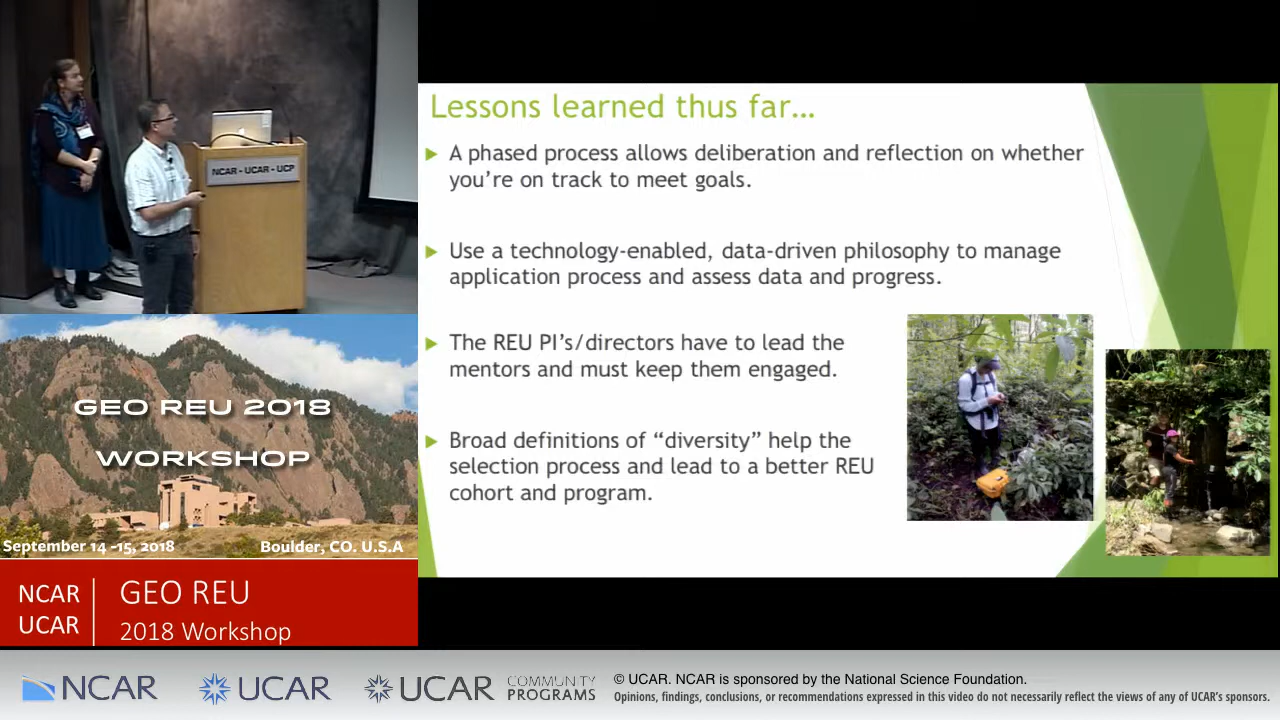 NCAR - UCAR - UCP
GEO REU 2018
WORKSHOP
September 14 -15, 2018
Boulder, CO. U.S.A
NCAR
UCAR
GEO REU
2018 Workshop
Lessons learned thus far...
A phased process allows deliberation and reflection on whether
you're on track to meet goals.
Use a technology-enabled, data-driven philosophy to manage
application process and assess data and progress.
The REU PI's/directors have to lead the
mentors and must keep them engaged.
Broad definitions of “diversity” help the
selection process and lead to a better REU
cohort and program.
NCAR
UCAR
UCAR
COMMUNITY
PROGRAMS
© UCAR. NCAR is sponsored by the National Science Foundation.
Opinions, findings, conclusions, or recommendations expressed in this video do not necessarily reflect the views of any of UCAR's sponsors.